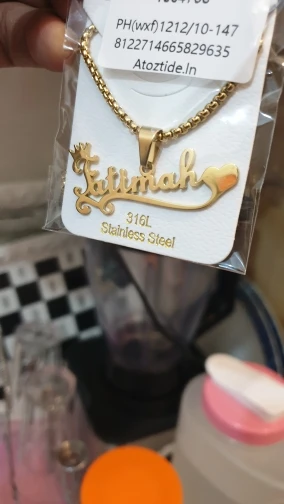 PH(wxf)1212/10-147
8122714665829635
Atoztide.In
Fatimah
316L
Stainless Steel